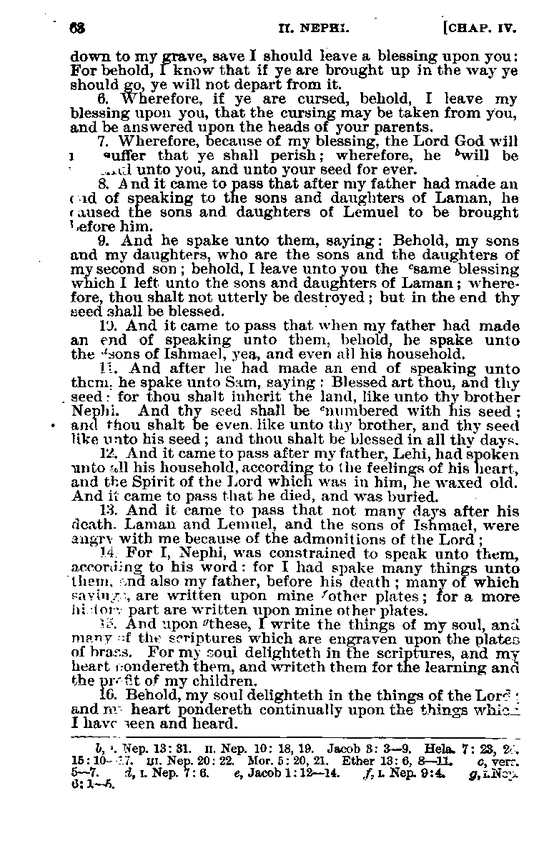 68 II. NEPHI. [CHAP. IV.
down to my grave, save I should leave a blessing upon you:
For behold, I know that if ye are brought up in the way ye
should go, ye will not depart from it.
6. Wherefore, if ye are cursed, behold, I leave my
blessing upon you, that the cursing may be taken from you,
and be answered upon the heads of your parents.
7. Wherefore, because of my blessing, the Lord God will
suffer that ye shall perish; wherefore, he ᵇwill be
unto you, and unto your seed for ever.
8. And it came to pass that after my father had made an
end of speaking to the sons and daughters of Laman, he
caused the sons and daughters of Lemuel to be brought
before him.
9. And he spake unto them, saying: Behold, my sons
and my daughters, who are the sons and the daughters of
my second son; behold, I leave unto you the ᶜsame blessing
which I left unto the sons and daughters of Laman; where-
fore, thou shalt not utterly be destroyed; but in the end thy
seed shall be blessed.
10. And it came to pass that when my father had made
an end of speaking unto them, behold, he spake unto
the ᵈsons of Ishmael, yea, and even all his household.
11. And after he had made an end of speaking unto
them, he spake unto Sam, saying: Blessed art thou, and thy
seed: for thou shalt inherit the land, like unto thy brother
Nephi. And thy seed shall be ᵉnumbered with his seed;
and thou shalt be even like unto thy brother, and thy seed
like unto his seed; and thou shalt be blessed in all thy days.
12. And it came to pass after my father, Lehi, had spoken
unto all his household, according to the feelings of his heart,
and the Spirit of the Lord which was in him, he waxed old.
And it came to pass that he died, and was buried.
13. And it came to pass that not many days after his
death, Laman and Lemuel, and the sons of Ishmael, were
angry with me because of the admonitions of the Lord;
14. For I, Nephi, was constrained to speak unto them,
according to his word: for I had spake many things unto
them, and also my father, before his death; many of which
sayings, are written upon mine ᶠother plates; for a more
history part are written upon mine other plates.
15. And upon ᵍthese, I write the things of my soul, and
many of the scriptures which are engraven upon the plates
of brass. For my soul delighteth in the scriptures, and my
heart pondereth them, and writeth them for the learning and
the profit of my children.
16. Behold, my soul delighteth in the things of the Lord;
and my heart pondereth continually upon the things which
I have seen and heard.
b, I. Nep. 13: 31. II. Nep. 10: 18, 19. Jacob 3: 3—9. Hela. 7: 23,
15: 10—17. III. Nep. 20: 22. Mor. 5: 20, 21. Ether 13: 6, 8—11. c, ver.
5—7. d, I. Nep. 7: 6. e, Jacob 1: 12—14. f, I. Nep. 9: 4. g, I. Nep.
6: 1—6.